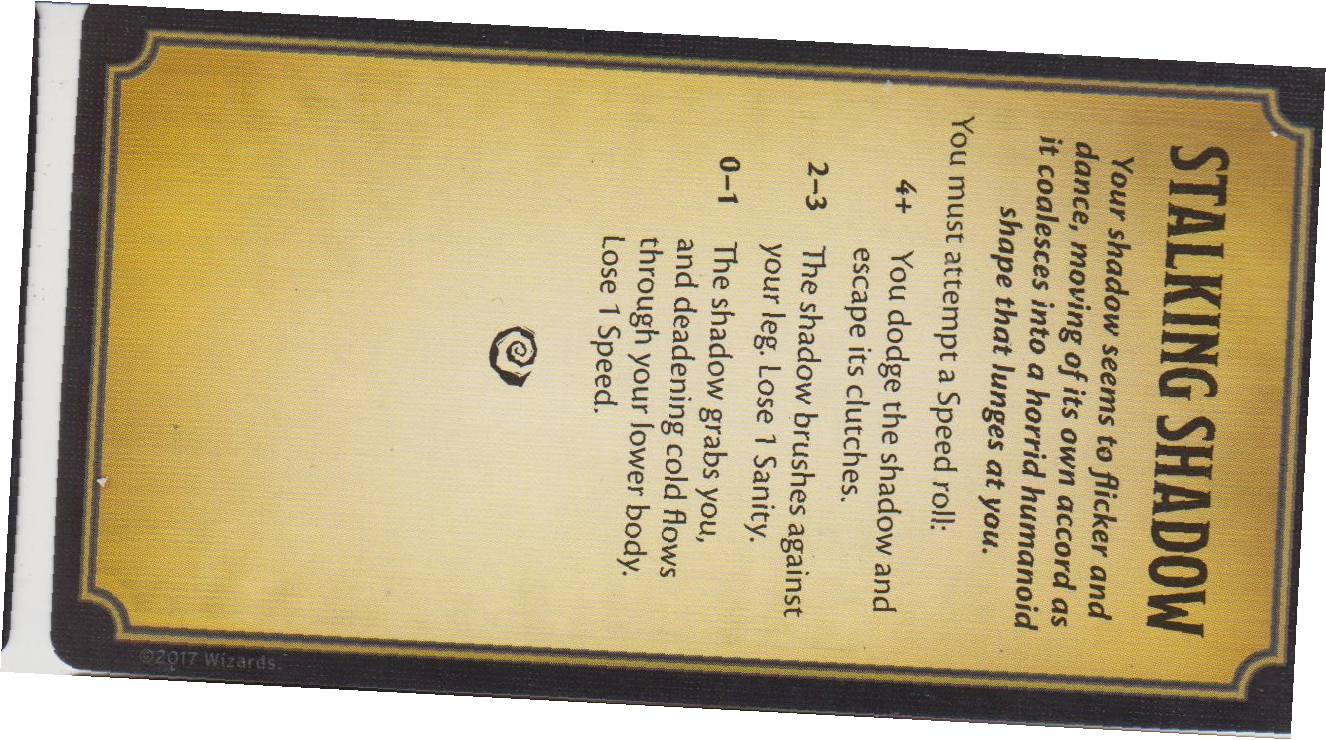 STALKING SHADOW
Your shadow seems to flicker and
dance, moving of its own accord as
it coalesces into a horrid humanoid
shape that lunges at you.
You must attempt a Speed roll:
4+ You dodge the shadow and
escape its clutches.
2–3 The shadow brushes against
your leg. Lose 1 Sanity.
0–1 The shadow grabs you,
and deadening cold flows
through your lower body.
Lose 1 Speed.
©2017 Wizards.